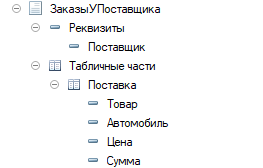 ЗаказыУПоставщика
Реквизиты
Поставщик
Табличные части
Поставка
Товар
Автомобиль
Цена
Сумма